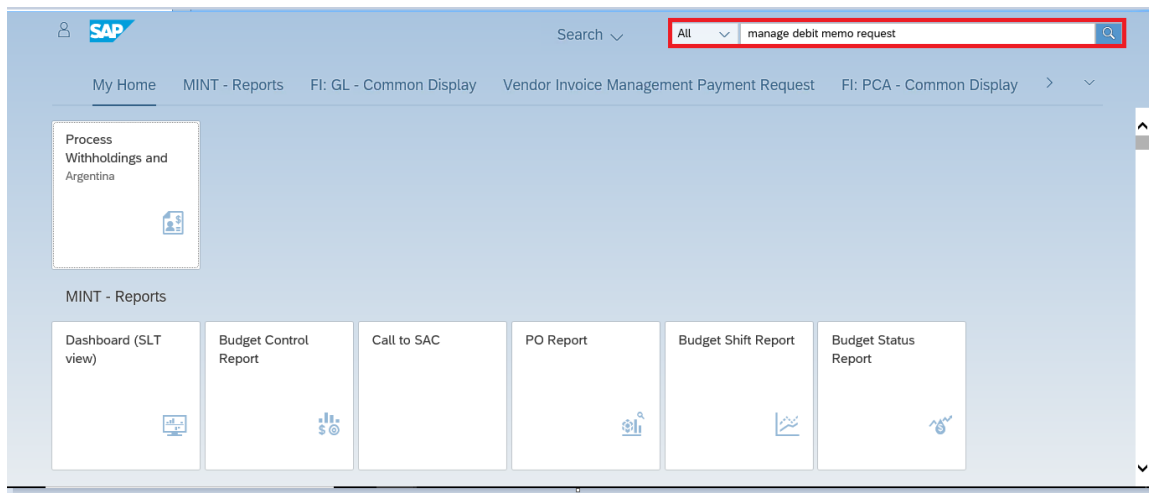 SAP
Search
All
manage debit memo request
My Home
MINT - Reports
FI: GL - Common Display
Vendor Invoice Management Payment Request
FI: PCA - Common Display
Process
Withholdings and
Argentina
MINT - Reports
Dashboard (SLT
view)
Budget Control
Report
Call to SAC
PO Report
Budget Shift Report
Budget Status
Report